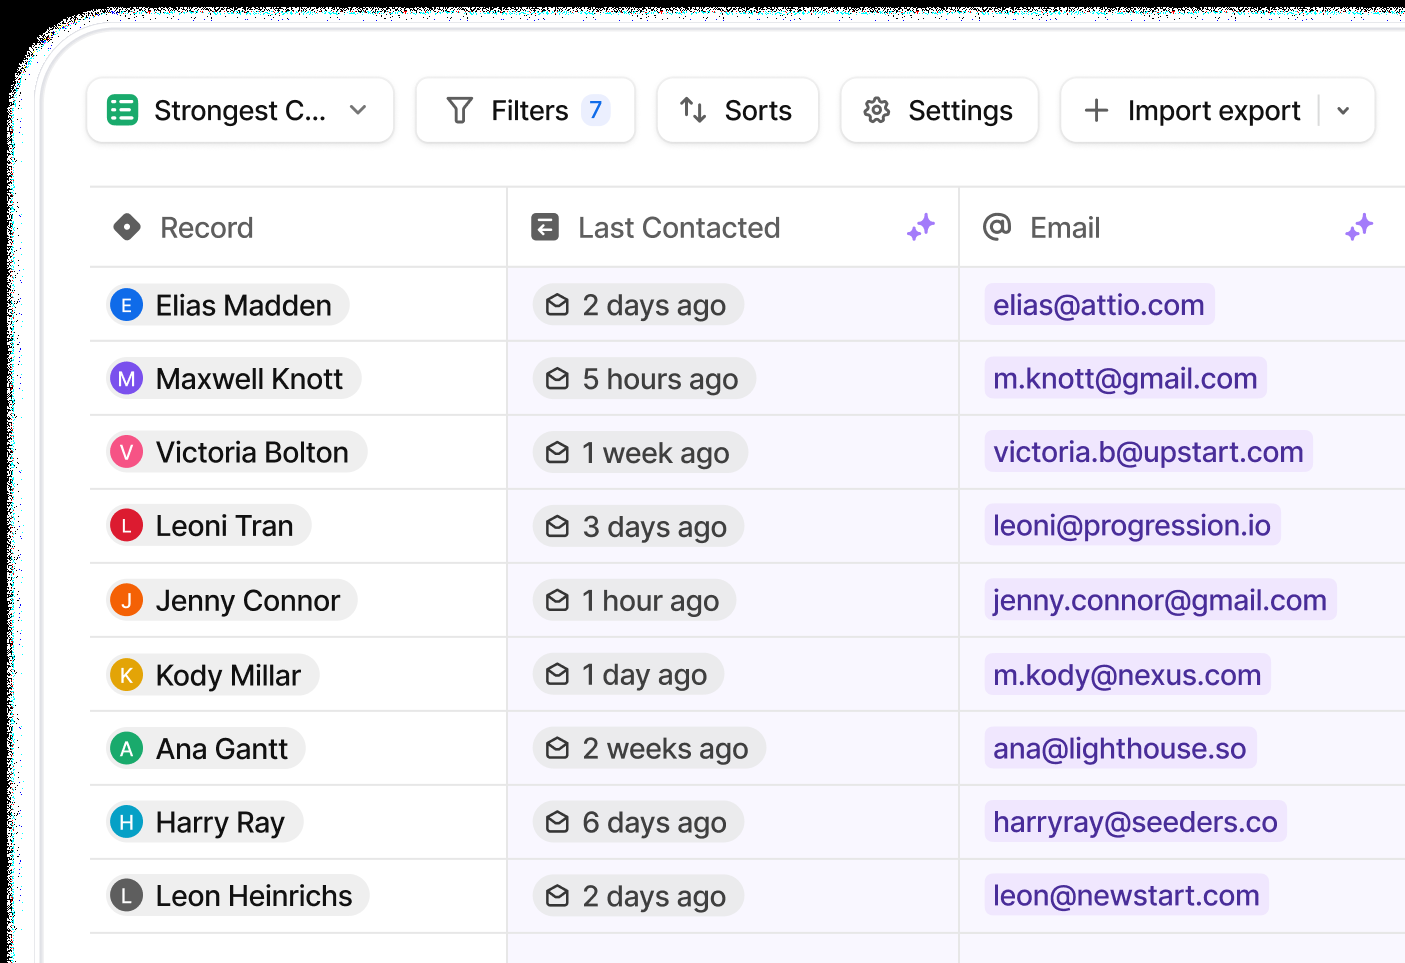 Strongest C... Filters 7 Sorts Settings Import export
Record Last Contacted Email
E Elias Madden 2 days ago elias@attio.com
M Maxwell Knott 5 hours ago m.knott@gmail.com
V Victoria Bolton 1 week ago victoria.b@upstart.com
L Leoni Tran 3 days ago leoni@progression.io
J Jenny Connor 1 hour ago jenny.connor@gmail.com
K Kody Millar 1 day ago m.kody@nexus.com
A Ana Gantt 2 weeks ago ana@lighthouse.so
H Harry Ray 6 days ago harryray@seeders.co
L Leon Heinrichs 2 days ago leon@newstart.com